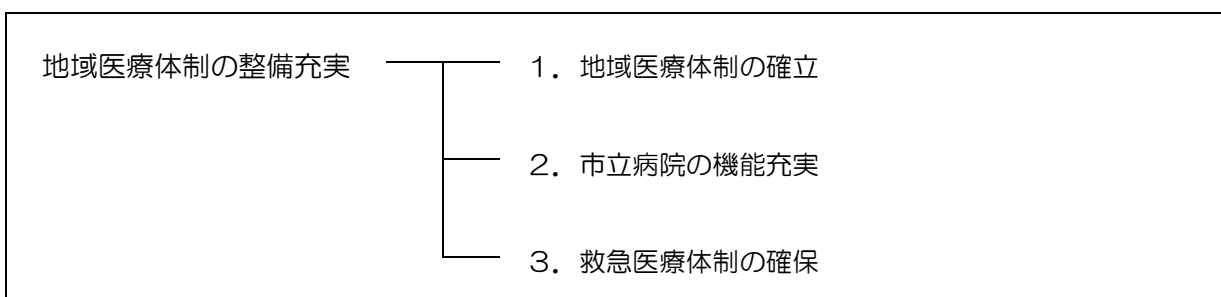 地域医療体制の整備充実
１．地域医療体制の確立
２．市立病院の機能充実
３．救急医療体制の確保